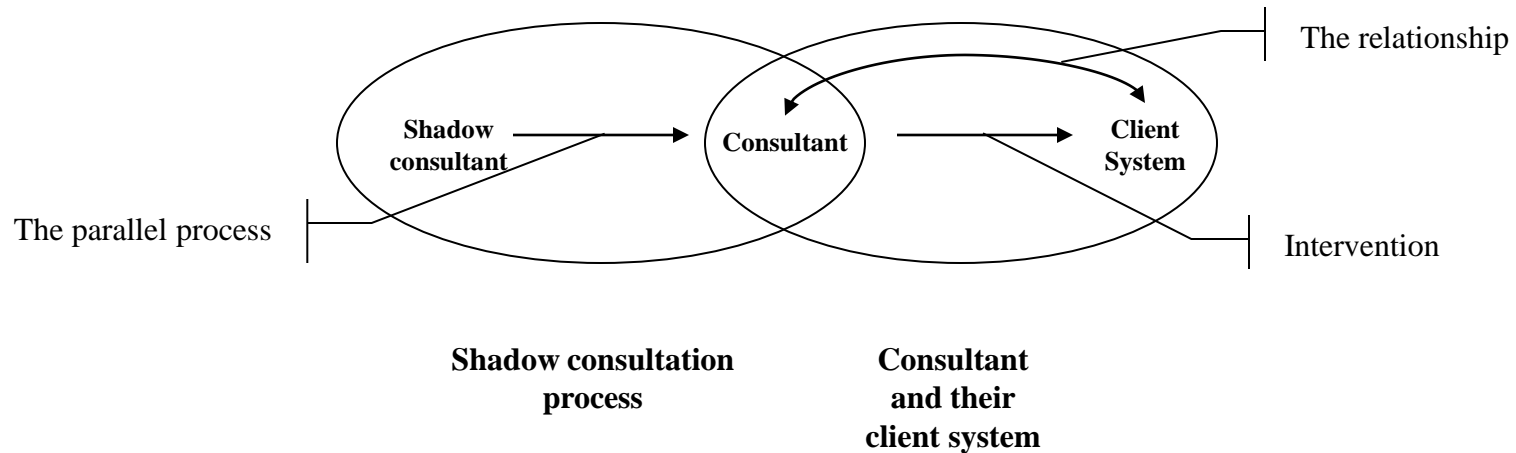 The relationship
Shadow
consultant
Consultant
Client
System
The parallel process
Intervention
Shadow consultation
process
Consultant
and their
client system